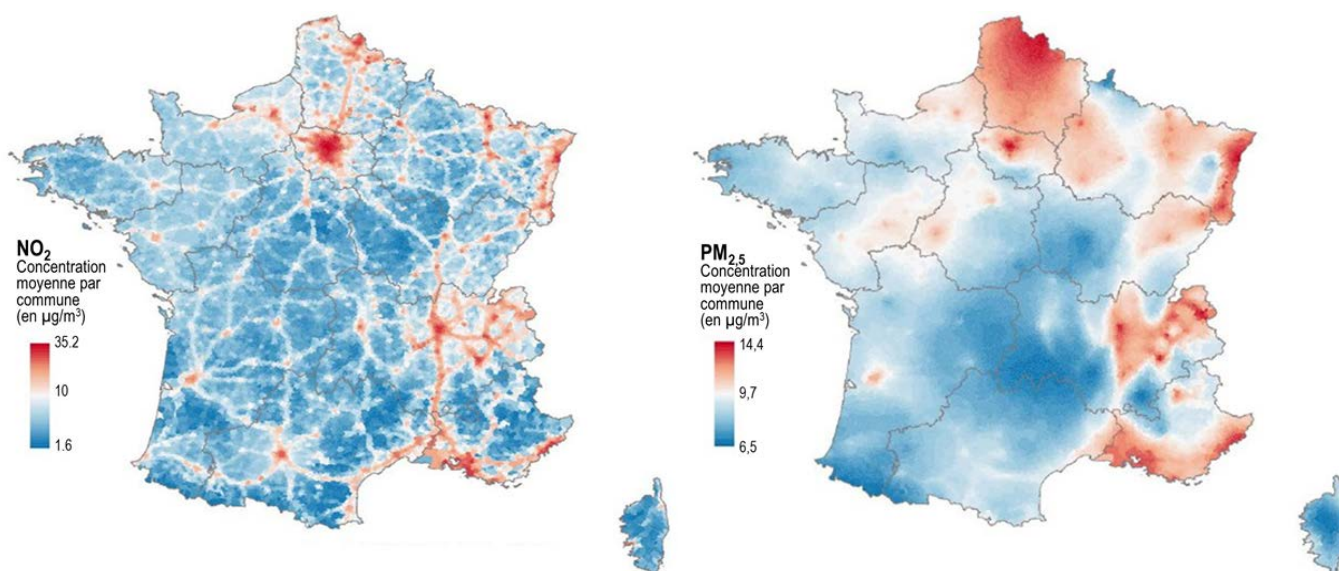 NO2
Concentration
moyenne par
commune
(en µg/m³)
35.2
10
1.6
PM2,5
Concentration
moyenne par
commune
(en µg/m³)
14,4
9,7
6,5